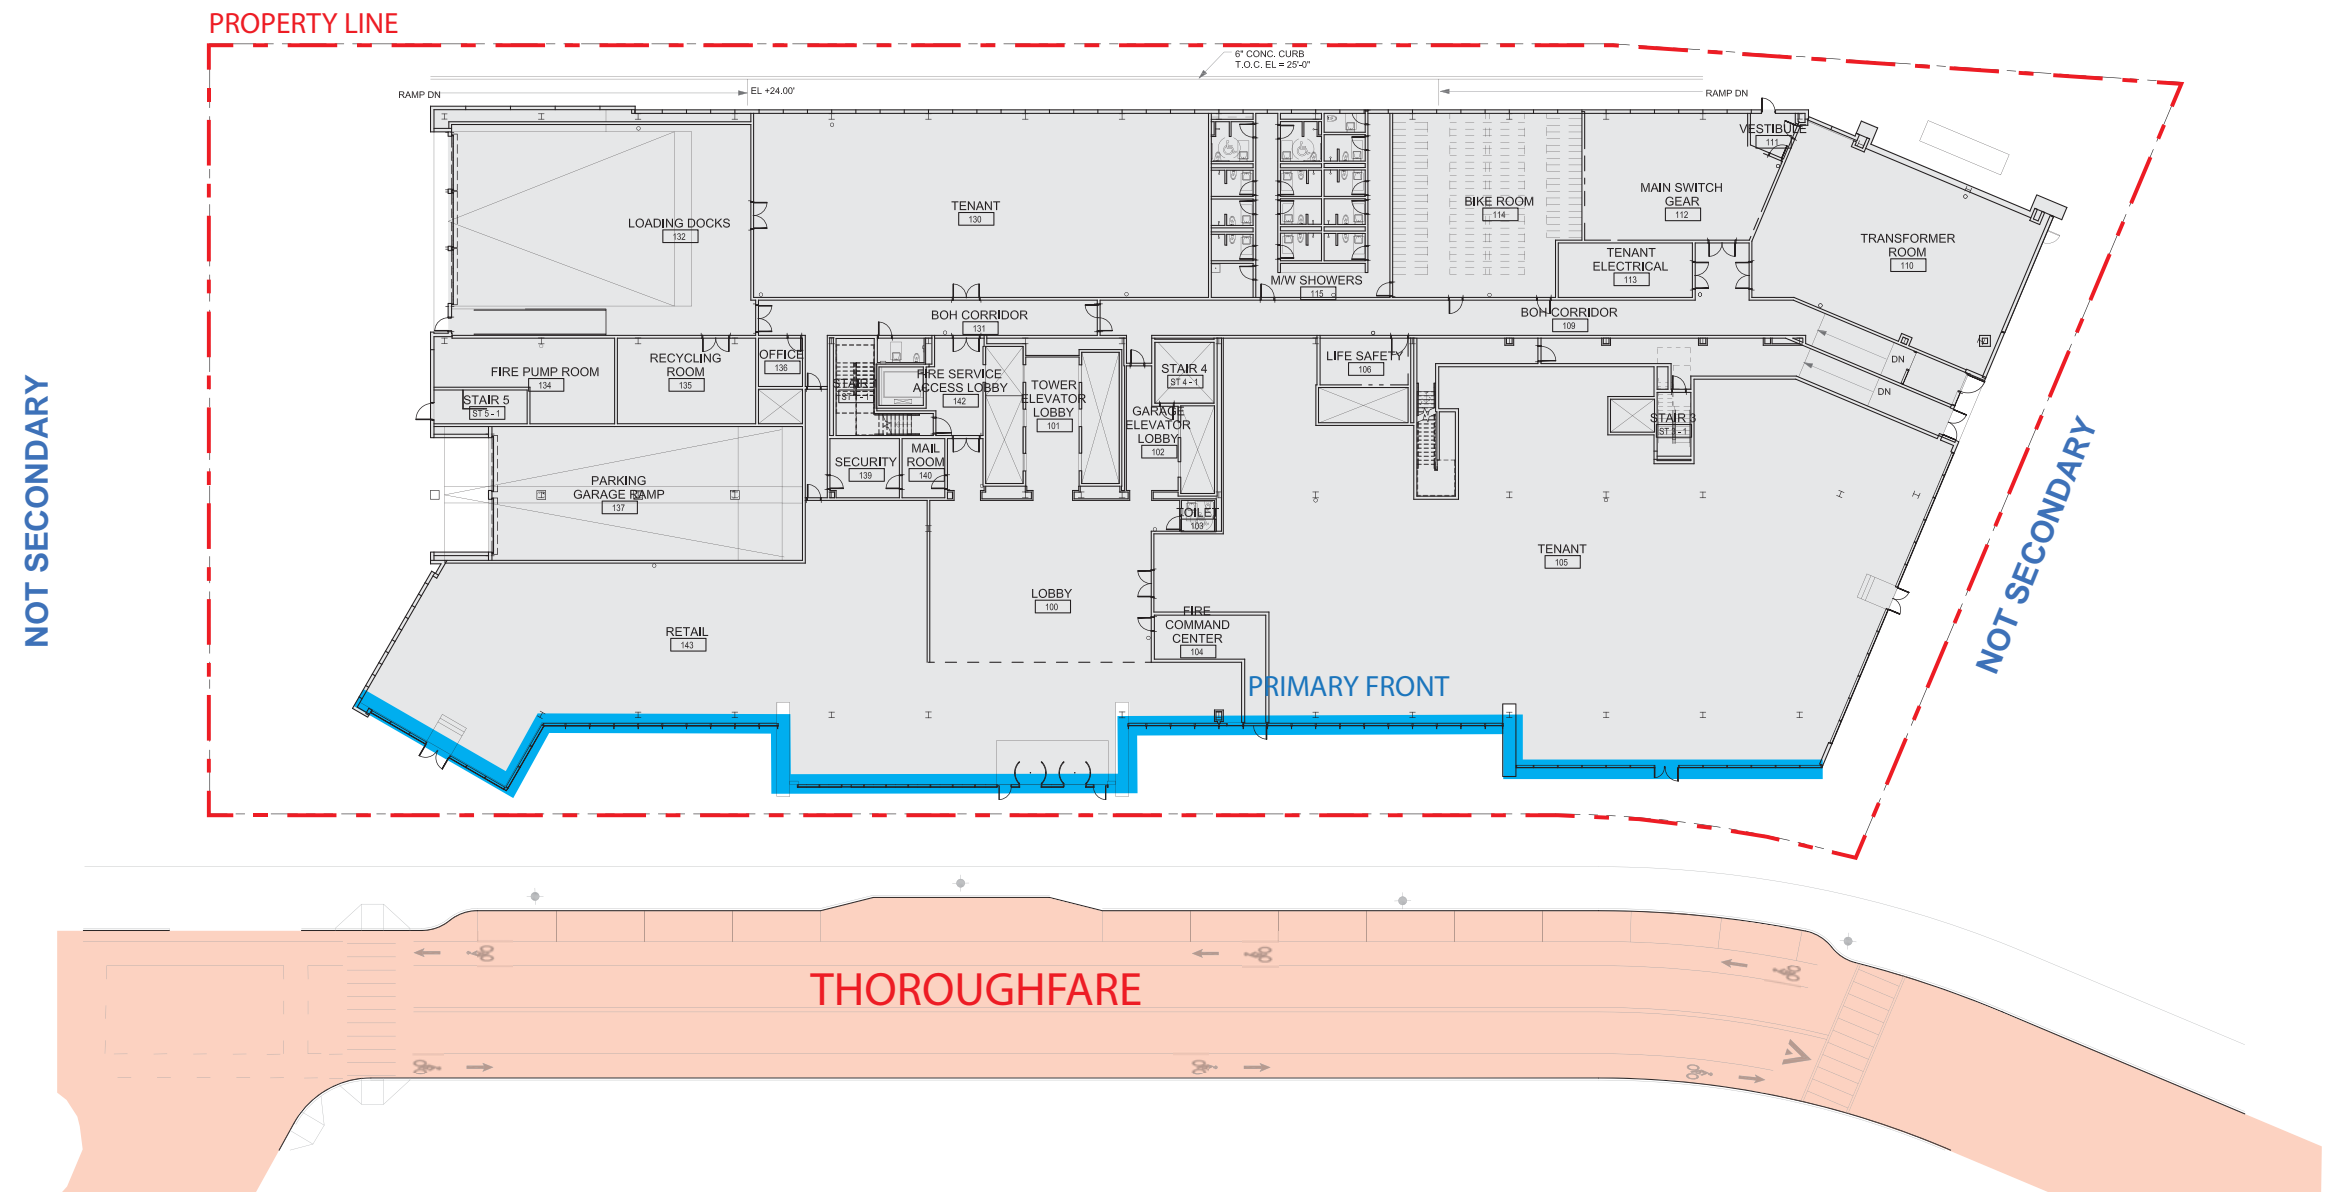 PROPERTY LINE
6" CONC. CURB
T.O.C. EL = 25'-0"
RAMP DN
EL +24.00'
RAMP DN
VESTIBULE
111
LOADING DOCKS
132
TENANT
130
BIKE ROOM
114
MAIN SWITCH
GEAR
112
TRANSFORMER
ROOM
110
TENANT
ELECTRICAL
113
M/W SHOWERS
115
BOH CORRIDOR
131
BOH CORRIDOR
109
FIRE PUMP ROOM
134
RECYCLING
ROOM
135
OFFICE
136
STAIR 5
ST 5 - 1
FIRE SERVICE
ACCESS LOBBY
142
TOWER
ELEVATOR
LOBBY
101
STAIR 4
ST 4 - 1
GARAGE
ELEVATOR
LOBBY
102
LIFE SAFETY
106
DN
DN
STAIR 3
SECURITY
139
MAIL
ROOM
140
PARKING
GARAGE RAMP
137
TOILET
103
TENANT
105
LOBBY
100
FIRE
COMMAND
CENTER
104
RETAIL
143
PRIMARY FRONT
NOT SECONDARY
NOT SECONDARY
THOROUGHFARE